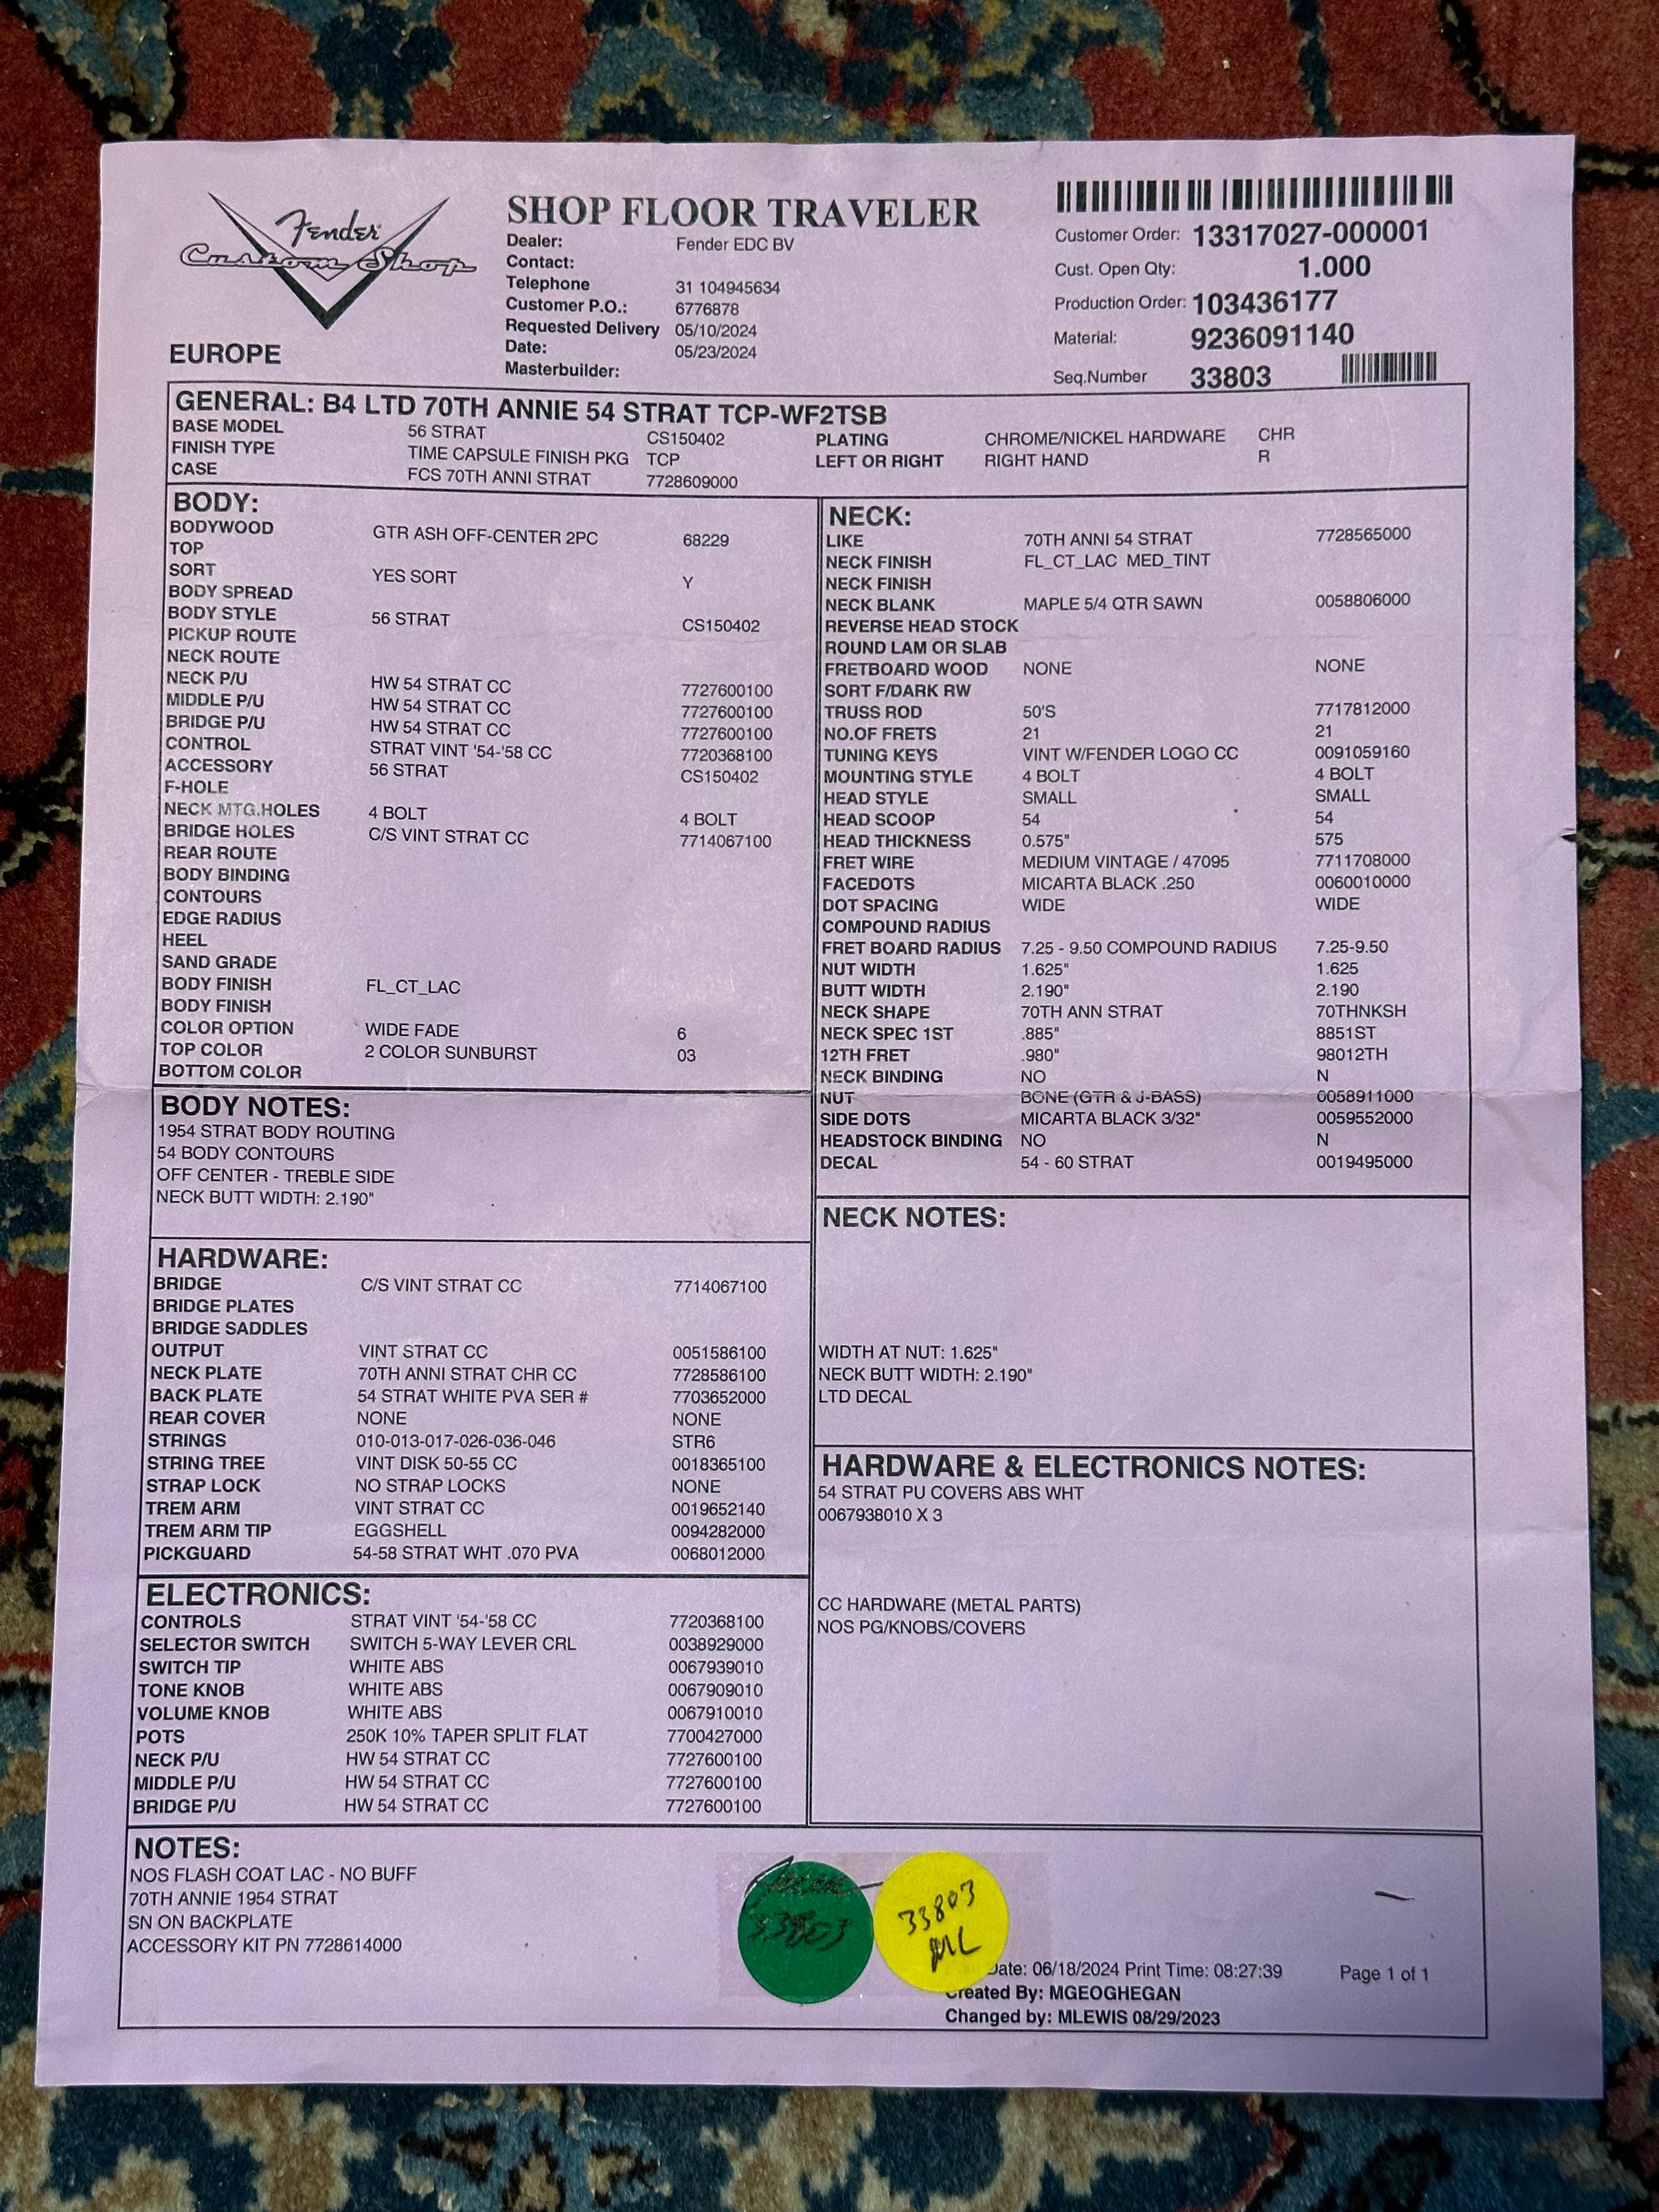 Fender
Custom Shop
EUROPE
SHOP FLOOR TRAVELER
Dealer: Fender EDC BV
Contact:
Telephone 31 104945634
Customer P.O.: 6776878
Requested Delivery 05/10/2024
Date: 05/23/2024
Masterbuilder:
Customer Order: 13317027-000001
Cust. Open Qty: 1.000
Production Order: 103436177
Material: 9236091140
Seq.Number 33803
GENERAL: B4 LTD 70TH ANNIE 54 STRAT TCP-WF2TSB
BASE MODEL 56 STRAT CS150402 PLATING CHROME/NICKEL HARDWARE CHR
FINISH TYPE TIME CAPSULE FINISH PKG TCP LEFT OR RIGHT RIGHT HAND R
CASE FCS 70TH ANNI STRAT 7728609000
BODY:
BODYWOOD GTR ASH OFF-CENTER 2PC 68229
TOP
SORT YES SORT Y
BODY SPREAD
BODY STYLE 56 STRAT CS150402
PICKUP ROUTE
NECK ROUTE
NECK P/U HW 54 STRAT CC 7727600100
MIDDLE P/U HW 54 STRAT CC 7727600100
BRIDGE P/U HW 54 STRAT CC 7727600100
CONTROL STRAT VINT '54-'58 CC 7720368100
ACCESSORY 56 STRAT CS150402
F-HOLE
NECK MTG.HOLES 4 BOLT 4 BOLT
BRIDGE HOLES C/S VINT STRAT CC 7714067100
REAR ROUTE
BODY BINDING
CONTOURS
EDGE RADIUS
HEEL
SAND GRADE
BODY FINISH FL_CT_LAC
BODY FINISH
COLOR OPTION WIDE FADE 6
TOP COLOR 2 COLOR SUNBURST 03
BOTTOM COLOR
BODY NOTES:
1954 STRAT BODY ROUTING
54 BODY CONTOURS
OFF CENTER - TREBLE SIDE
NECK BUTT WIDTH: 2.190"
HARDWARE:
BRIDGE C/S VINT STRAT CC 7714067100
BRIDGE PLATES
BRIDGE SADDLES
OUTPUT VINT STRAT CC 0051586100
NECK PLATE 70TH ANNI STRAT CHR CC 7728586100
BACK PLATE 54 STRAT WHITE PVA SER # 7703652000
REAR COVER NONE NONE
STRINGS 010-013-017-026-036-046 STR6
STRING TREE VINT DISK 50-55 CC 0018365100
STRAP LOCK NO STRAP LOCKS NONE
TREM ARM VINT STRAT CC 0019652140
TREM ARM TIP EGGSHELL 0094282000
PICKGUARD 54-58 STRAT WHT .070 PVA 0068012000
ELECTRONICS:
CONTROLS STRAT VINT '54-'58 CC 7720368100
SELECTOR SWITCH SWITCH 5-WAY LEVER CRL 0038929000
SWITCH TIP WHITE ABS 0067939010
TONE KNOB WHITE ABS 0067909010
VOLUME KNOB WHITE ABS 0067910010
POTS 250K 10% TAPER SPLIT FLAT 7700427000
NECK P/U HW 54 STRAT CC 7727600100
MIDDLE P/U HW 54 STRAT CC 7727600100
BRIDGE P/U HW 54 STRAT CC 7727600100
NECK:
LIKE 70TH ANNI 54 STRAT 7728565000
NECK FINISH FL_CT_LAC MED_TINT
NECK FINISH
NECK BLANK MAPLE 5/4 QTR SAWN 0058806000
REVERSE HEAD STOCK
ROUND LAM OR SLAB
FRETBOARD WOOD NONE NONE
SORT F/DARK RW
TRUSS ROD 50'S 7717812000
NO.OF FRETS 21 21
TUNING KEYS VINT W/FENDER LOGO CC 0091059160
MOUNTING STYLE 4 BOLT 4 BOLT
HEAD STYLE SMALL SMALL
HEAD SCOOP 54 54
HEAD THICKNESS 0.575" 575
FRET WIRE MEDIUM VINTAGE / 47095 7711708000
FACEDOTS MICARTA BLACK .250 0060010000
DOT SPACING WIDE WIDE
COMPOUND RADIUS
FRET BOARD RADIUS 7.25 - 9.50 COMPOUND RADIUS 7.25-9.50
NUT WIDTH 1.625" 1.625
BUTT WIDTH 2.190" 2.190
NECK SHAPE 70TH ANN STRAT 70THNKSH
NECK SPEC 1ST .885" 8851ST
12TH FRET .980" 98012TH
NECK BINDING NO N
NUT BONE (GTR & J-BASS) 0058911000
SIDE DOTS MICARTA BLACK 3/32" 0059552000
HEADSTOCK BINDING NO N
DECAL 54 - 60 STRAT 0019495000
NECK NOTES:
WIDTH AT NUT: 1.625"
NECK BUTT WIDTH: 2.190"
LTD DECAL
HARDWARE & ELECTRONICS NOTES:
54 STRAT PU COVERS ABS WHT
0067938010 X 3
CC HARDWARE (METAL PARTS)
NOS PG/KNOBS/COVERS
NOTES:
NOS FLASH COAT LAC - NO BUFF
70TH ANNIE 1954 STRAT
SN ON BACKPLATE
ACCESSORY KIT PN 7728614000
33803
33803
ML
Date: 06/18/2024 Print Time: 08:27:39 Page 1 of 1
Created By: MGEOGHEGAN
Changed by: MLEWIS 08/29/2023